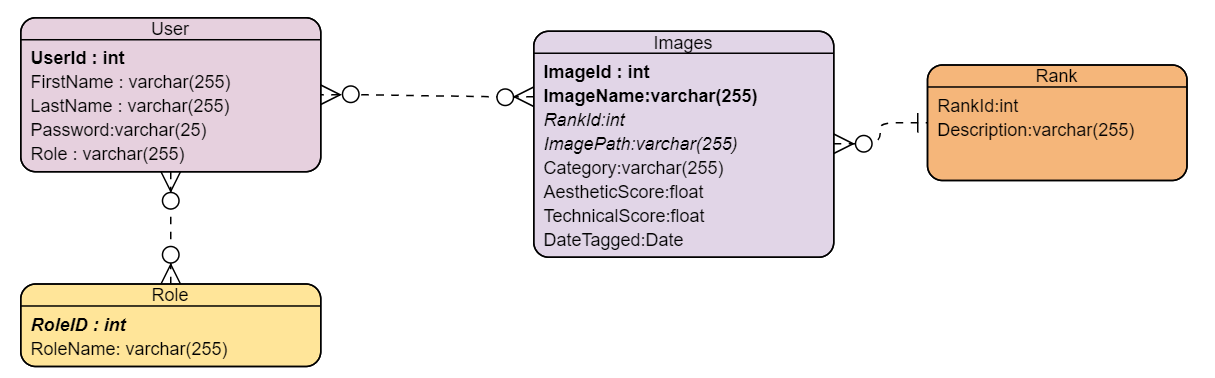 User
UserId : int
FirstName : varchar(255)
LastName : varchar(255)
Password:varchar(25)
Role : varchar(255)
Images
ImageId : int
ImageName:varchar(255)
RankId:int
ImagePath:varchar(255)
Category:varchar(255)
AestheticScore:float
TechnicalScore:float
DateTagged:Date
Rank
RankId:int
Description:varchar(255)
Role
RoleID : int
RoleName: varchar(255)